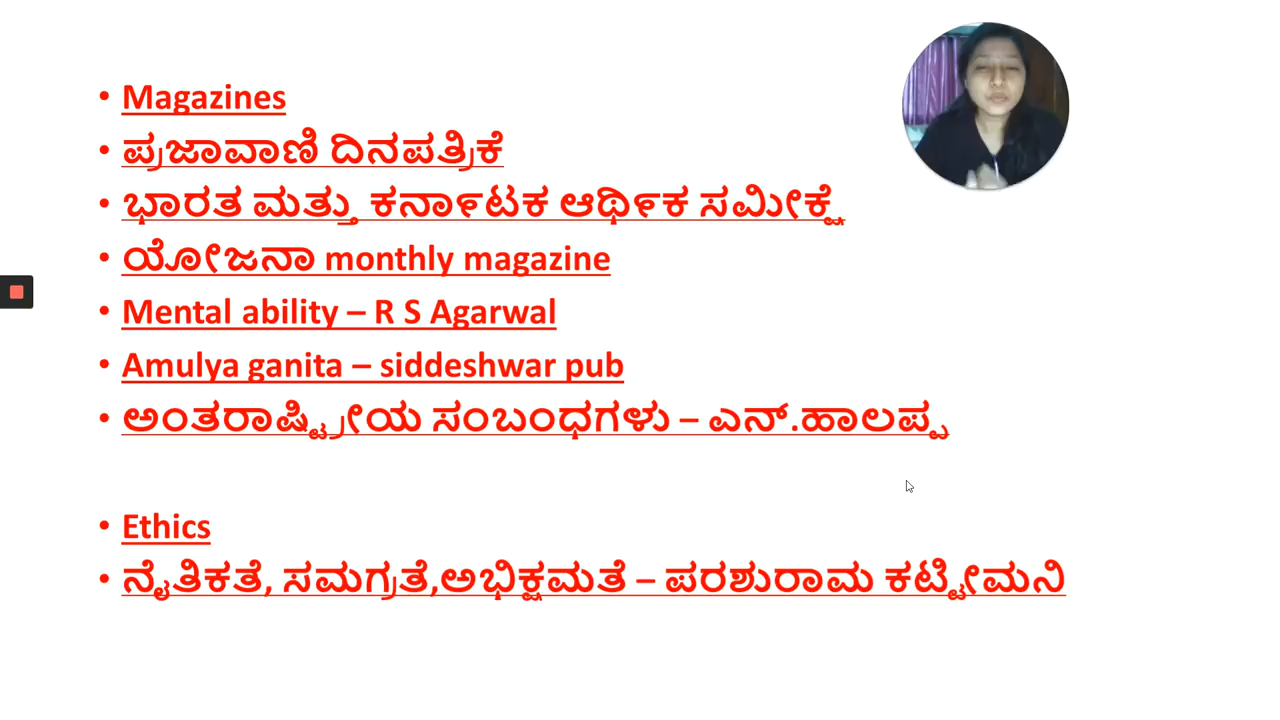 • Magazines
• ಪ್ರಜಾವಾಣಿ ದಿನಪತ್ರಿಕೆ
• ಭಾರತ ಮತ್ತು ಕರ್ನಾಟಕ ಆರ್ಥಿಕ ಸಮೀಕ್ಷೆ
• ಯೋಜನಾ monthly magazine
• Mental ability – R S Agarwal
• Amulya ganita – siddeshwar pub
• ಅಂತರಾಷ್ಟ್ರೀಯ ಸಂಬಂಧಗಳು – ಎನ್.ಹಾಲಪ್ಪ
• Ethics
• ನೈತಿಕತೆ, ಸಮಗ್ರತೆ,ಅಭಿಕ್ಷಮತೆ – ಪರಶುರಾಮ ಕಟ್ಟೀಮನಿ